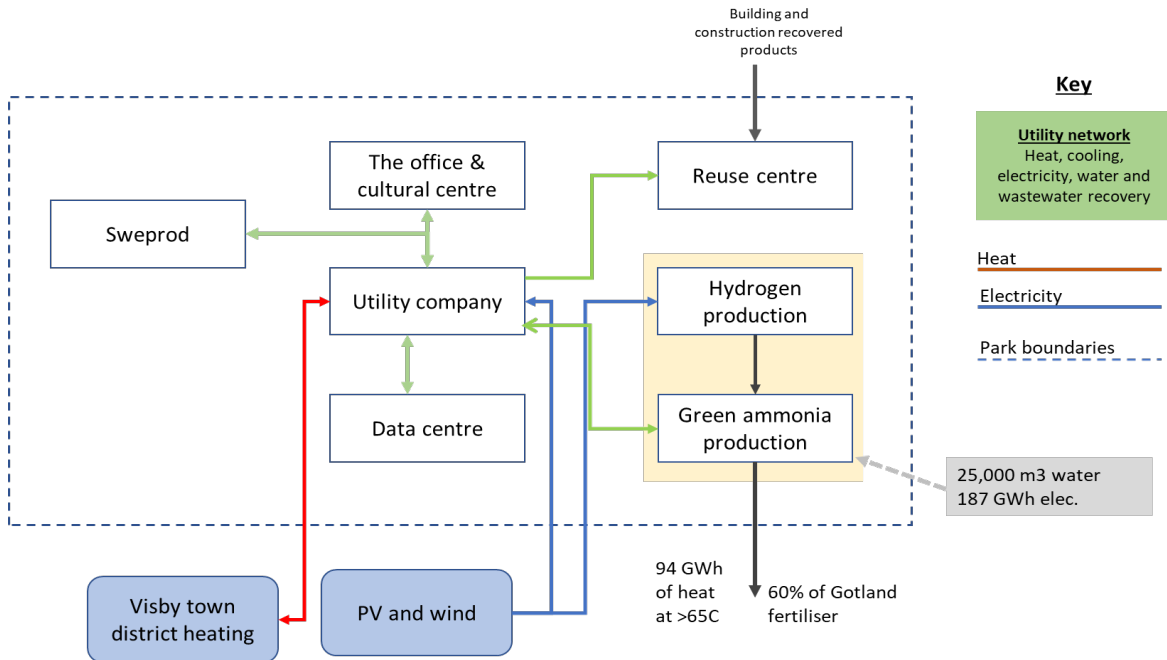 Building and
construction recovered
products
Key
Utility network
Heat, cooling,
electricity, water and
wastewater recovery
The office &
cultural centre
Reuse centre
Sweprod
Heat
Utility company
Hydrogen
production
Electricity
Park boundaries
Data centre
Green ammonia
production
25,000 m3 water
187 GWh elec.
94 GWh
of heat
at >65C
60% of Gotland
fertiliser
Visby town
district heating
PV and wind